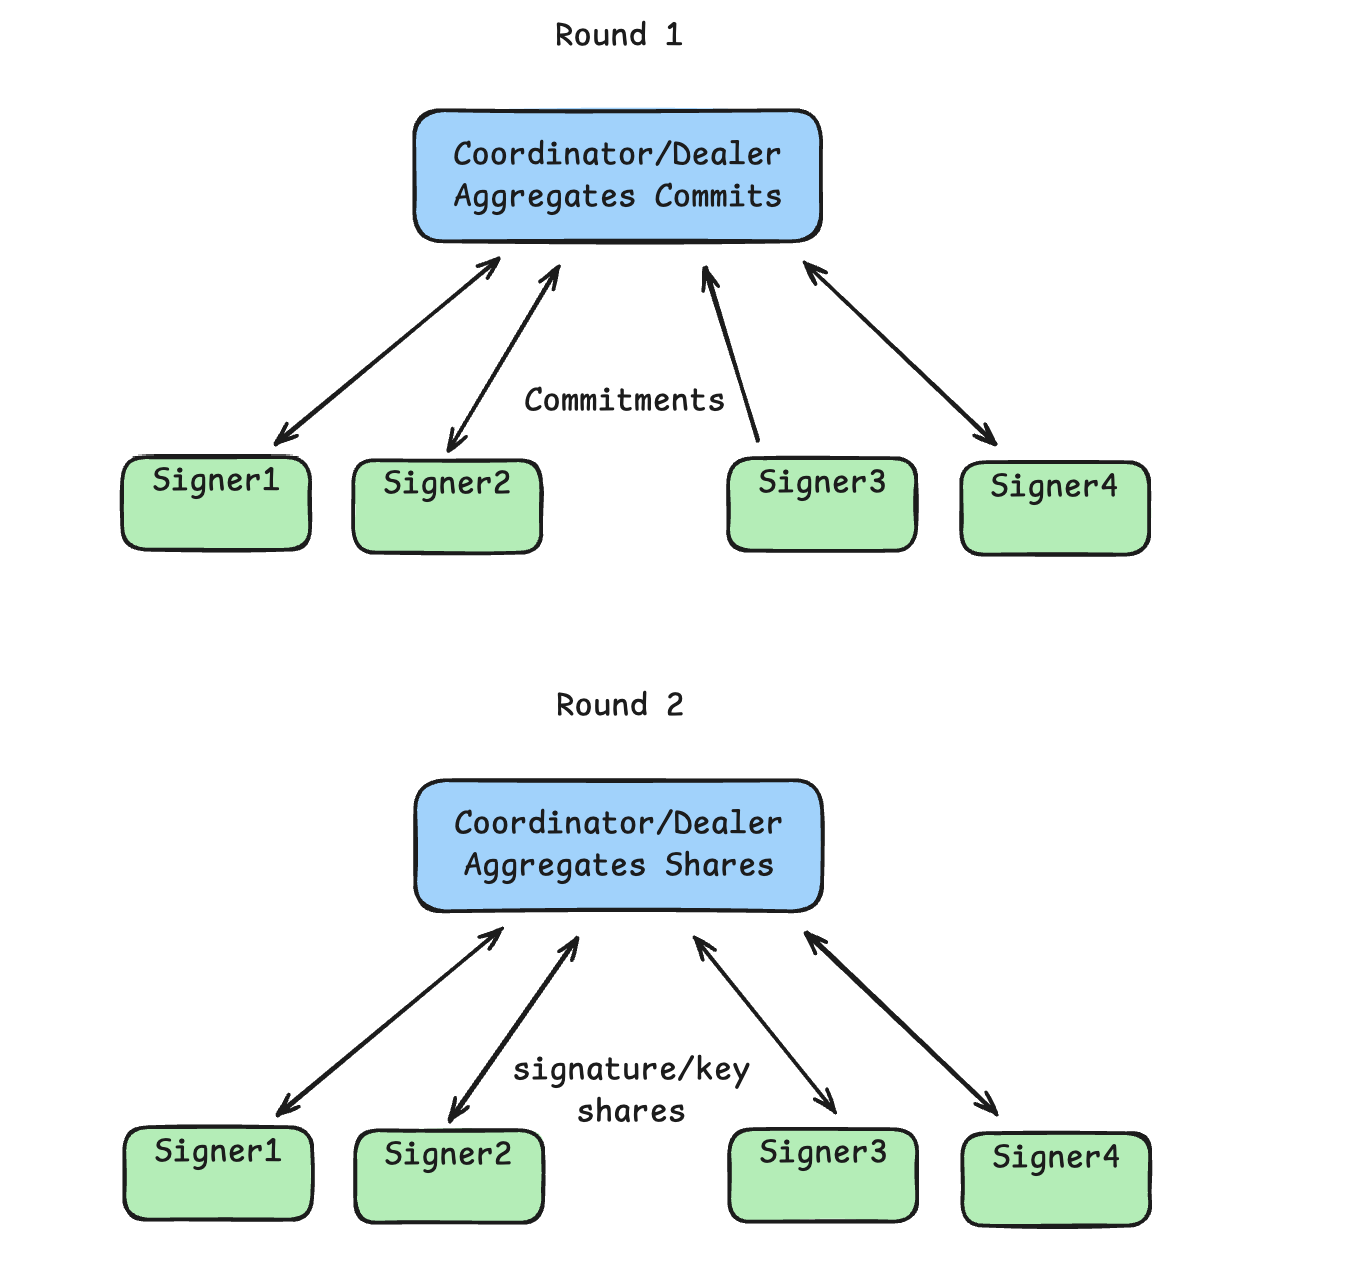 Round 1
Coordinator/Dealer
Aggregates Commits
Commitments
Signer1
Signer2
Signer3
Signer4
Round 2
Coordinator/Dealer
Aggregates Shares
signature/key
shares
Signer1
Signer2
Signer3
Signer4